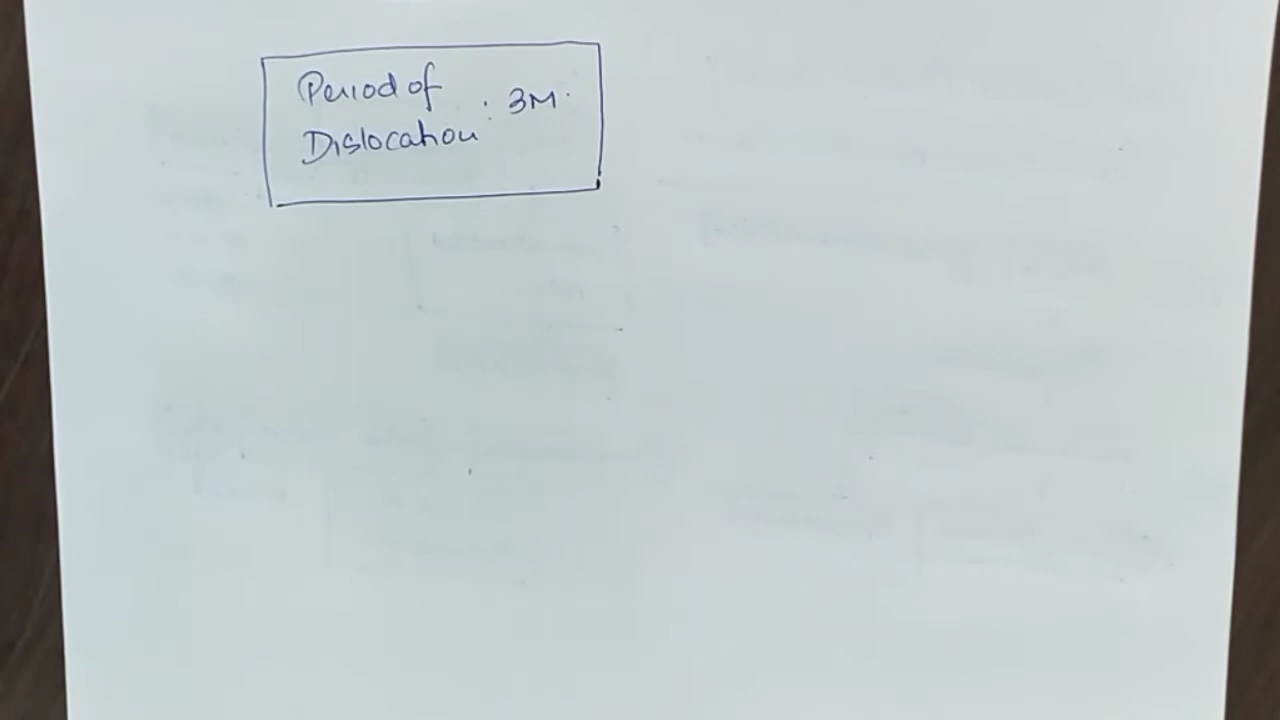 Period of
Dislocation : 3M.